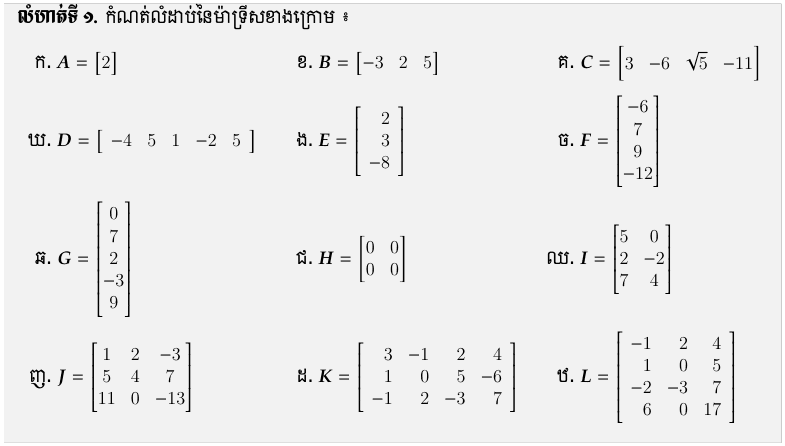 លំហាត់ទី ១. កំណត់លំដាប់នៃម៉ាទ្រីសខាងក្រោម ៖
ក. A = [2] ខ. B = [−3 2 5] គ. C = [3 −6 √5 −11]
ឃ. D = [ −4 5 1 −2 5 ] ង. E = [2; 3; −8] ច. F = [−6; 7; 9; −12]
ឆ. G = [0; 7; 2; −3; 9] ជ. H = [0 0; 0 0] ឈ. I = [5 0; 2 −2; 7 4]
ញ. J = [1 2 −3; 5 4 7; 11 0 −13] ដ. K = [3 −1 2 4; 1 0 5 −6; −1 2 −3 7] ឋ. L = [−1 2 4; 1 0 5; −2 −3 7; 6 0 17]